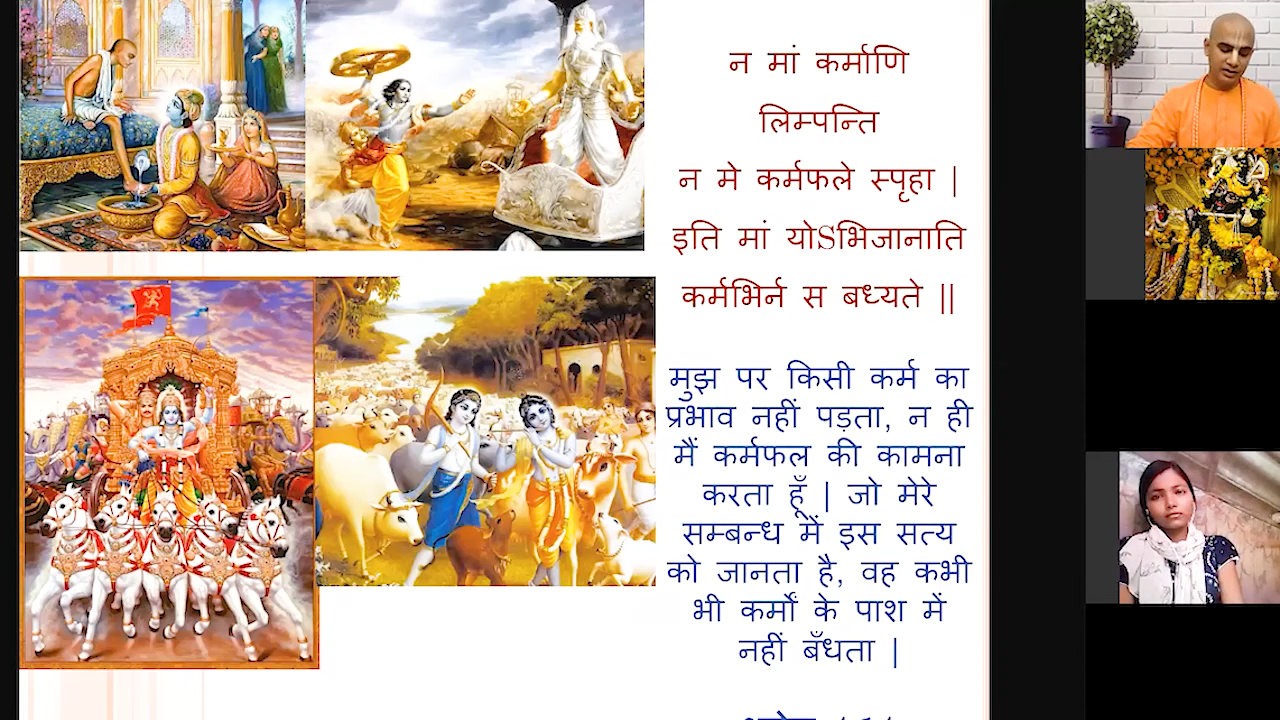 न मां कर्माणि
लिम्पन्ति
न मे कर्मफले स्पृहा |
इति मां योSभिजानाति
कर्मभिर्न स बध्यते ||
मुझ पर किसी कर्म का
प्रभाव नहीं पड़ता, न ही
मैं कर्मफल की कामना
करता हूँ | जो मेरे
सम्बन्ध में इस सत्य
को जानता है, वह कभी
भी कर्मों के पाश में
नहीं बँधता |